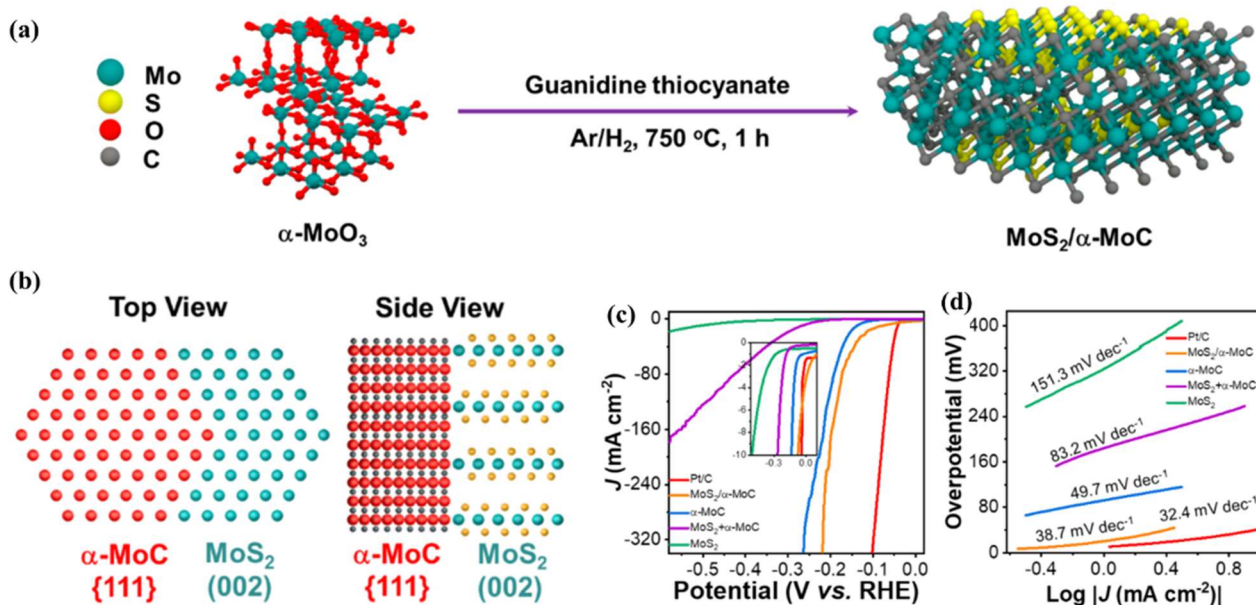 (a)
Mo
S
O
C
α-MoO₃
Guanidine thiocyanate
Ar/H₂, 750 °C, 1 h
MoS₂/α-MoC
(b)
Top View
Side View
α-MoC
{111}
MoS₂
(002)
α-MoC
{111}
MoS₂
(002)
(c)
0
-80
-160
-240
-320
J (mA cm⁻²)
0
-2
-4
-6
-8
-10
-0.3
0.0
Pt/C
MoS₂/α-MoC
α-MoC
MoS₂+α-MoC
MoS₂
-0.5
-0.4
-0.3
-0.2
-0.1
0.0
Potential (V vs. RHE)
(d)
400
320
240
160
80
0
Overpotential (mV)
Pt/C
MoS₂/α-MoC
α-MoC
MoS₂+α-MoC
MoS₂
151.3 mV dec⁻¹
83.2 mV dec⁻¹
49.7 mV dec⁻¹
38.7 mV dec⁻¹
32.4 mV dec⁻¹
-0.5
0.0
0.5
1.0
Log |J (mA cm⁻²)|